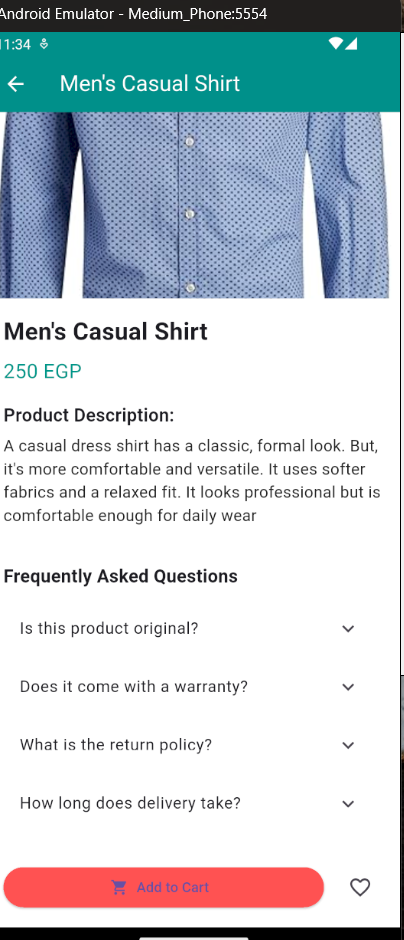 Android Emulator - Medium_Phone:5554
11:34
Men's Casual Shirt
Men's Casual Shirt
250 EGP
Product Description:
A casual dress shirt has a classic, formal look. But,
it's more comfortable and versatile. It uses softer
fabrics and a relaxed fit. It looks professional but is
comfortable enough for daily wear
Frequently Asked Questions
Is this product original?
Does it come with a warranty?
What is the return policy?
How long does delivery take?
Add to Cart